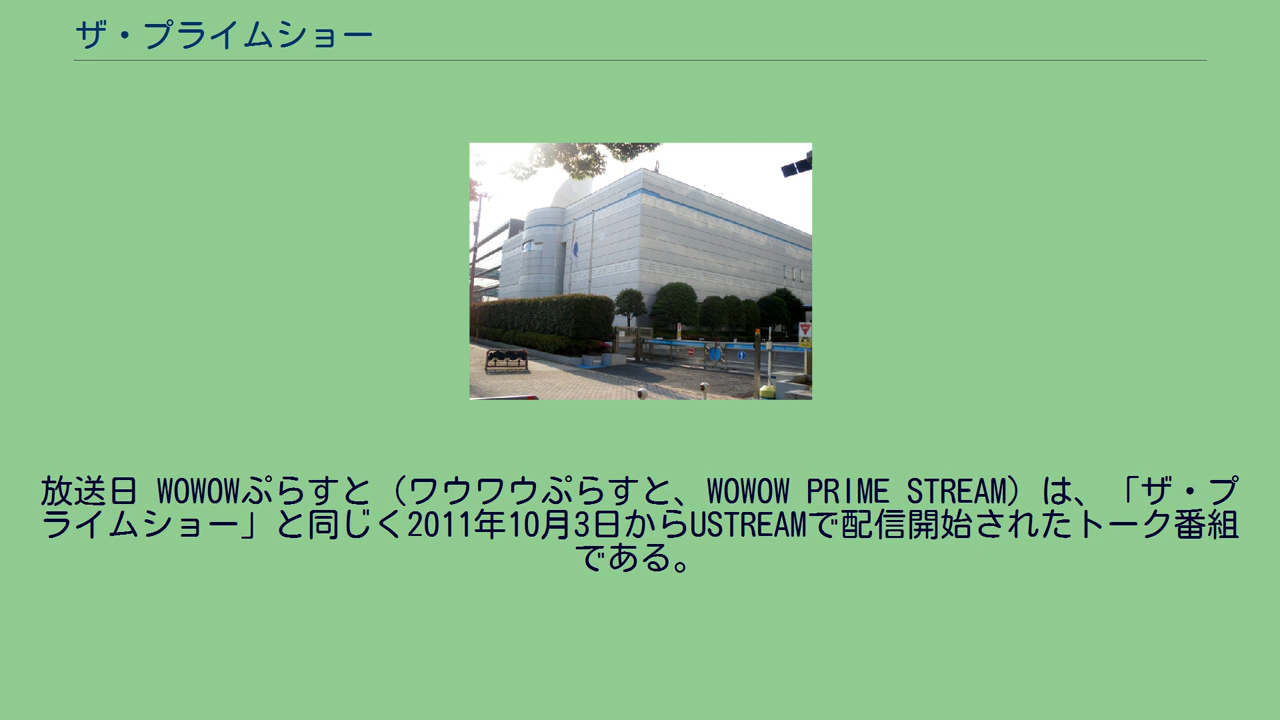 ザ・プライムショー
放送日 WOWOWぷらすと（ワウワウぷらすと、WOWOW PRIME STREAM）は、「ザ・プ
ライムショー」と同じく2011年10月3日からUSTREAMで配信開始されたトーク番組
である。